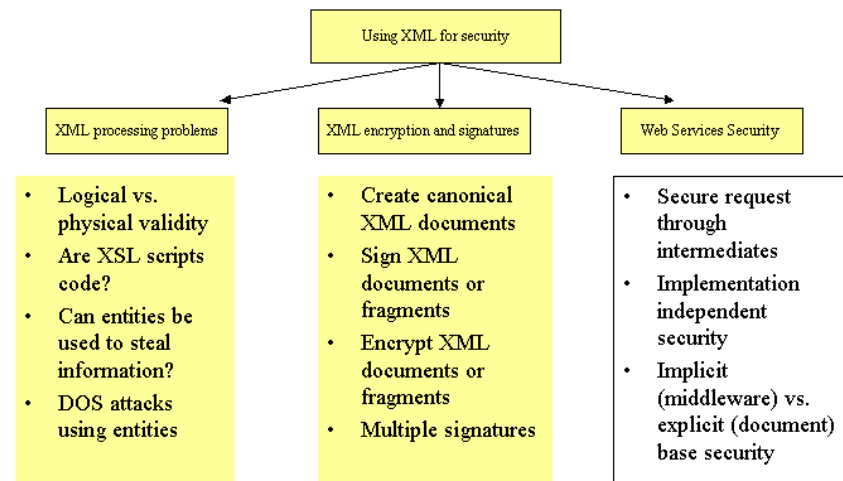 Using XML for security
XML processing problems
XML encryption and signatures
Web Services Security
• Logical vs.
physical validity
• Are XSL scripts
code?
• Can entities be
used to steal
information?
• DOS attacks
using entities
• Create canonical
XML documents
• Sign XML
documents or
fragments
• Encrypt XML
documents or
fragments
• Multiple signatures
• Secure request
through
intermediates
• Implementation
independent
security
• Implicit
(middleware) vs.
explicit (document)
base security